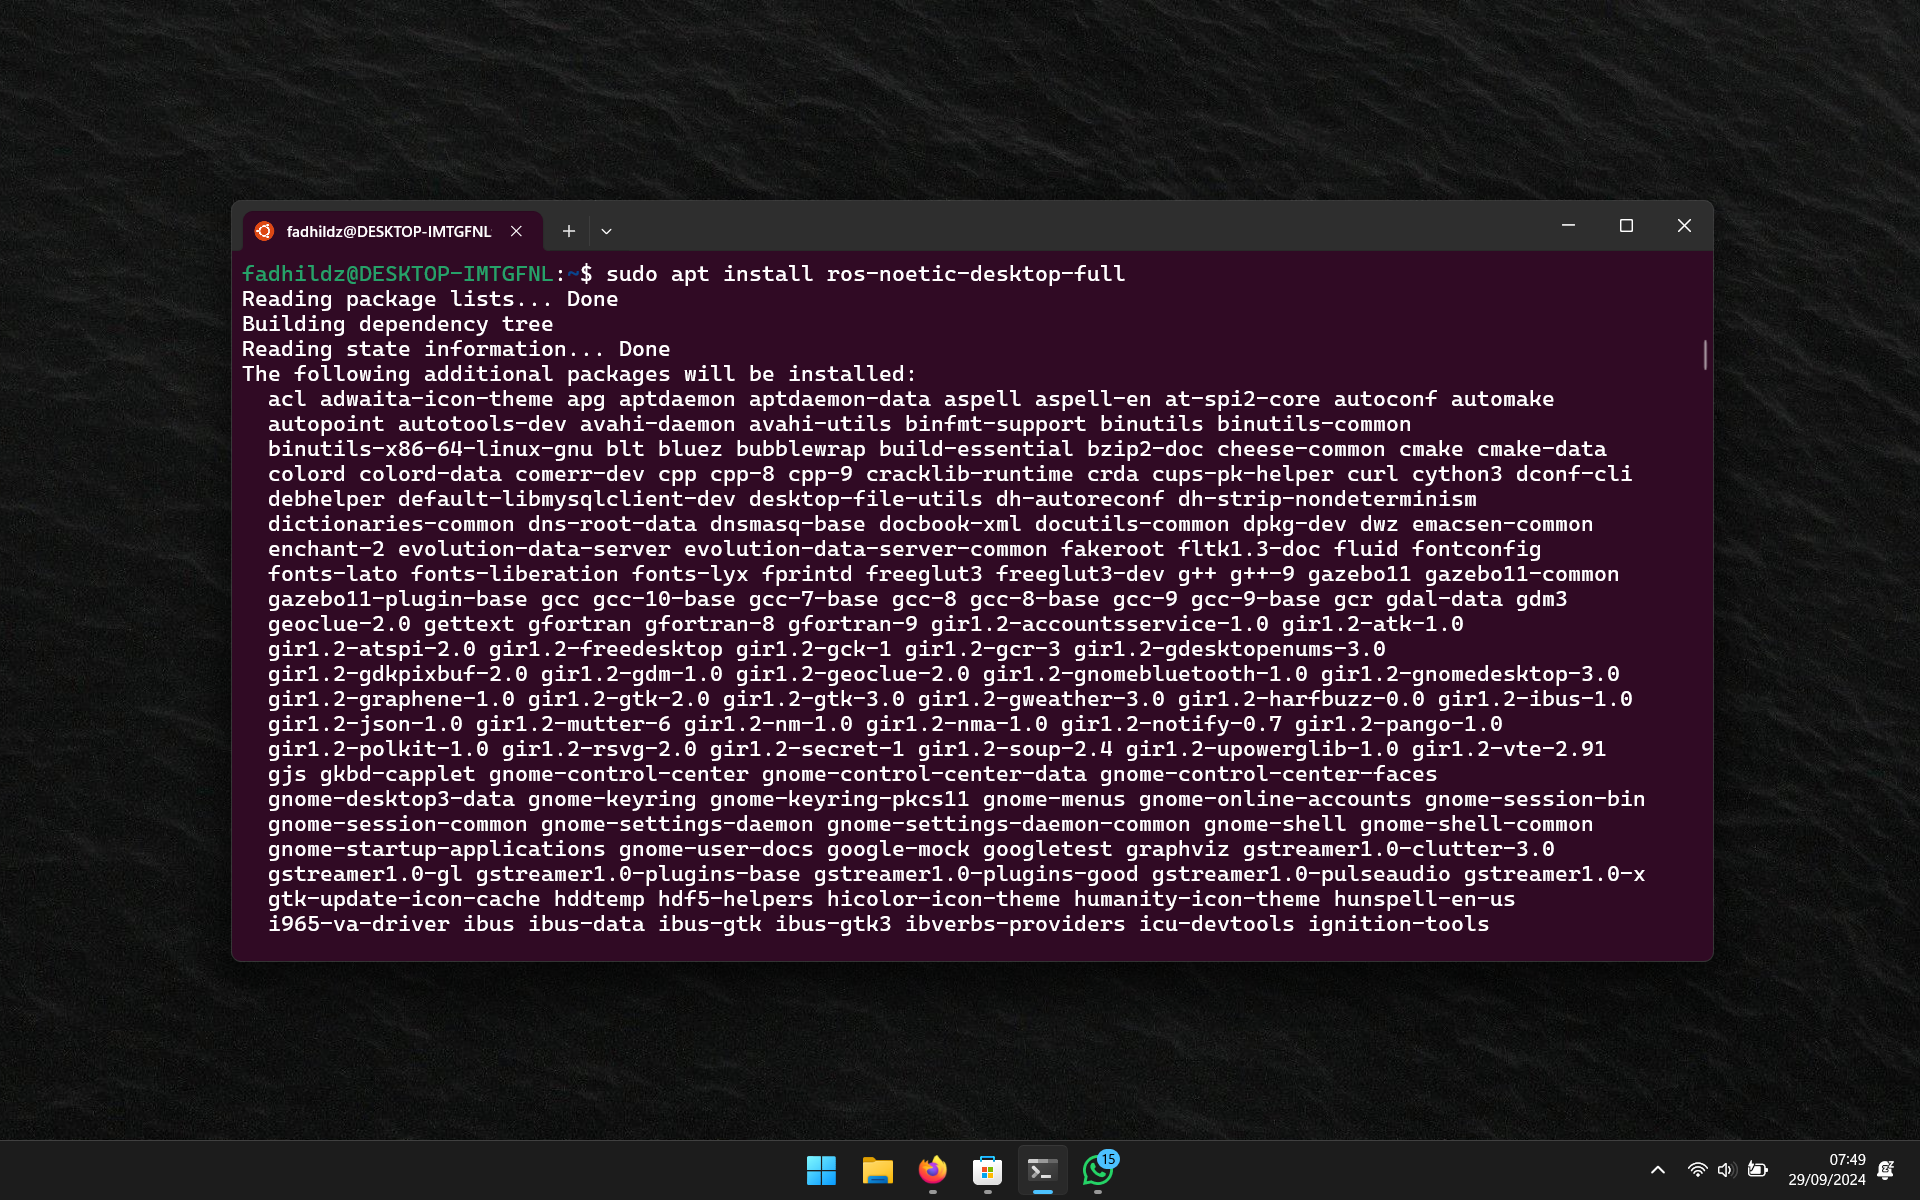 fadhildz@DESKTOP-IMTGFNL
fadhildz@DESKTOP-IMTGFNL:~$ sudo apt install ros-noetic-desktop-full
Reading package lists... Done
Building dependency tree
Reading state information... Done
The following additional packages will be installed:
acl adwaita-icon-theme apg aptdaemon aptdaemon-data aspell aspell-en at-spi2-core autoconf automake
autopoint autotools-dev avahi-daemon avahi-utils binfmt-support binutils binutils-common
binutils-x86-64-linux-gnu blt bluez bubblewrap build-essential bzip2-doc cheese-common cmake cmake-data
colord colord-data comerr-dev cpp cpp-8 cpp-9 cracklib-runtime crda cups-pk-helper curl cython3 dconf-cli
debhelper default-libmysqlclient-dev desktop-file-utils dh-autoreconf dh-strip-nondeterminism
dictionaries-common dns-root-data dnsmasq-base docbook-xml docutils-common dpkg-dev dwz emacsen-common
enchant-2 evolution-data-server evolution-data-server-common fakeroot fltk1.3-doc fluid fontconfig
fonts-lato fonts-liberation fonts-lyx fprintd freeglut3 freeglut3-dev g++ g++-9 gazebo11 gazebo11-common
gazebo11-plugin-base gcc gcc-10-base gcc-7-base gcc-8 gcc-8-base gcc-9 gcc-9-base gcr gdal-data gdm3
geoclue-2.0 gettext gfortran gfortran-8 gfortran-9 gir1.2-accountsservice-1.0 gir1.2-atk-1.0
gir1.2-atspi-2.0 gir1.2-freedesktop gir1.2-gck-1 gir1.2-gcr-3 gir1.2-gdesktopenums-3.0
gir1.2-gdkpixbuf-2.0 gir1.2-gdm-1.0 gir1.2-geoclue-2.0 gir1.2-gnomebluetooth-1.0 gir1.2-gnomedesktop-3.0
gir1.2-graphene-1.0 gir1.2-gtk-2.0 gir1.2-gtk-3.0 gir1.2-gweather-3.0 gir1.2-harfbuzz-0.0 gir1.2-ibus-1.0
gir1.2-json-1.0 gir1.2-mutter-6 gir1.2-nm-1.0 gir1.2-nma-1.0 gir1.2-notify-0.7 gir1.2-pango-1.0
gir1.2-polkit-1.0 gir1.2-rsvg-2.0 gir1.2-secret-1 gir1.2-soup-2.4 gir1.2-upowerglib-1.0 gir1.2-vte-2.91
gjs gkbd-capplet gnome-control-center gnome-control-center-data gnome-control-center-faces
gnome-desktop3-data gnome-keyring gnome-keyring-pkcs11 gnome-menus gnome-online-accounts gnome-session-bin
gnome-session-common gnome-settings-daemon gnome-settings-daemon-common gnome-shell gnome-shell-common
gnome-startup-applications gnome-user-docs google-mock googletest graphviz gstreamer1.0-clutter-3.0
gstreamer1.0-gl gstreamer1.0-plugins-base gstreamer1.0-plugins-good gstreamer1.0-pulseaudio gstreamer1.0-x
gtk-update-icon-cache hddtemp hdf5-helpers hicolor-icon-theme humanity-icon-theme hunspell-en-us
i965-va-driver ibus ibus-data ibus-gtk ibus-gtk3 ibverbs-providers icu-devtools ignition-tools
15
07:49
29/09/2024